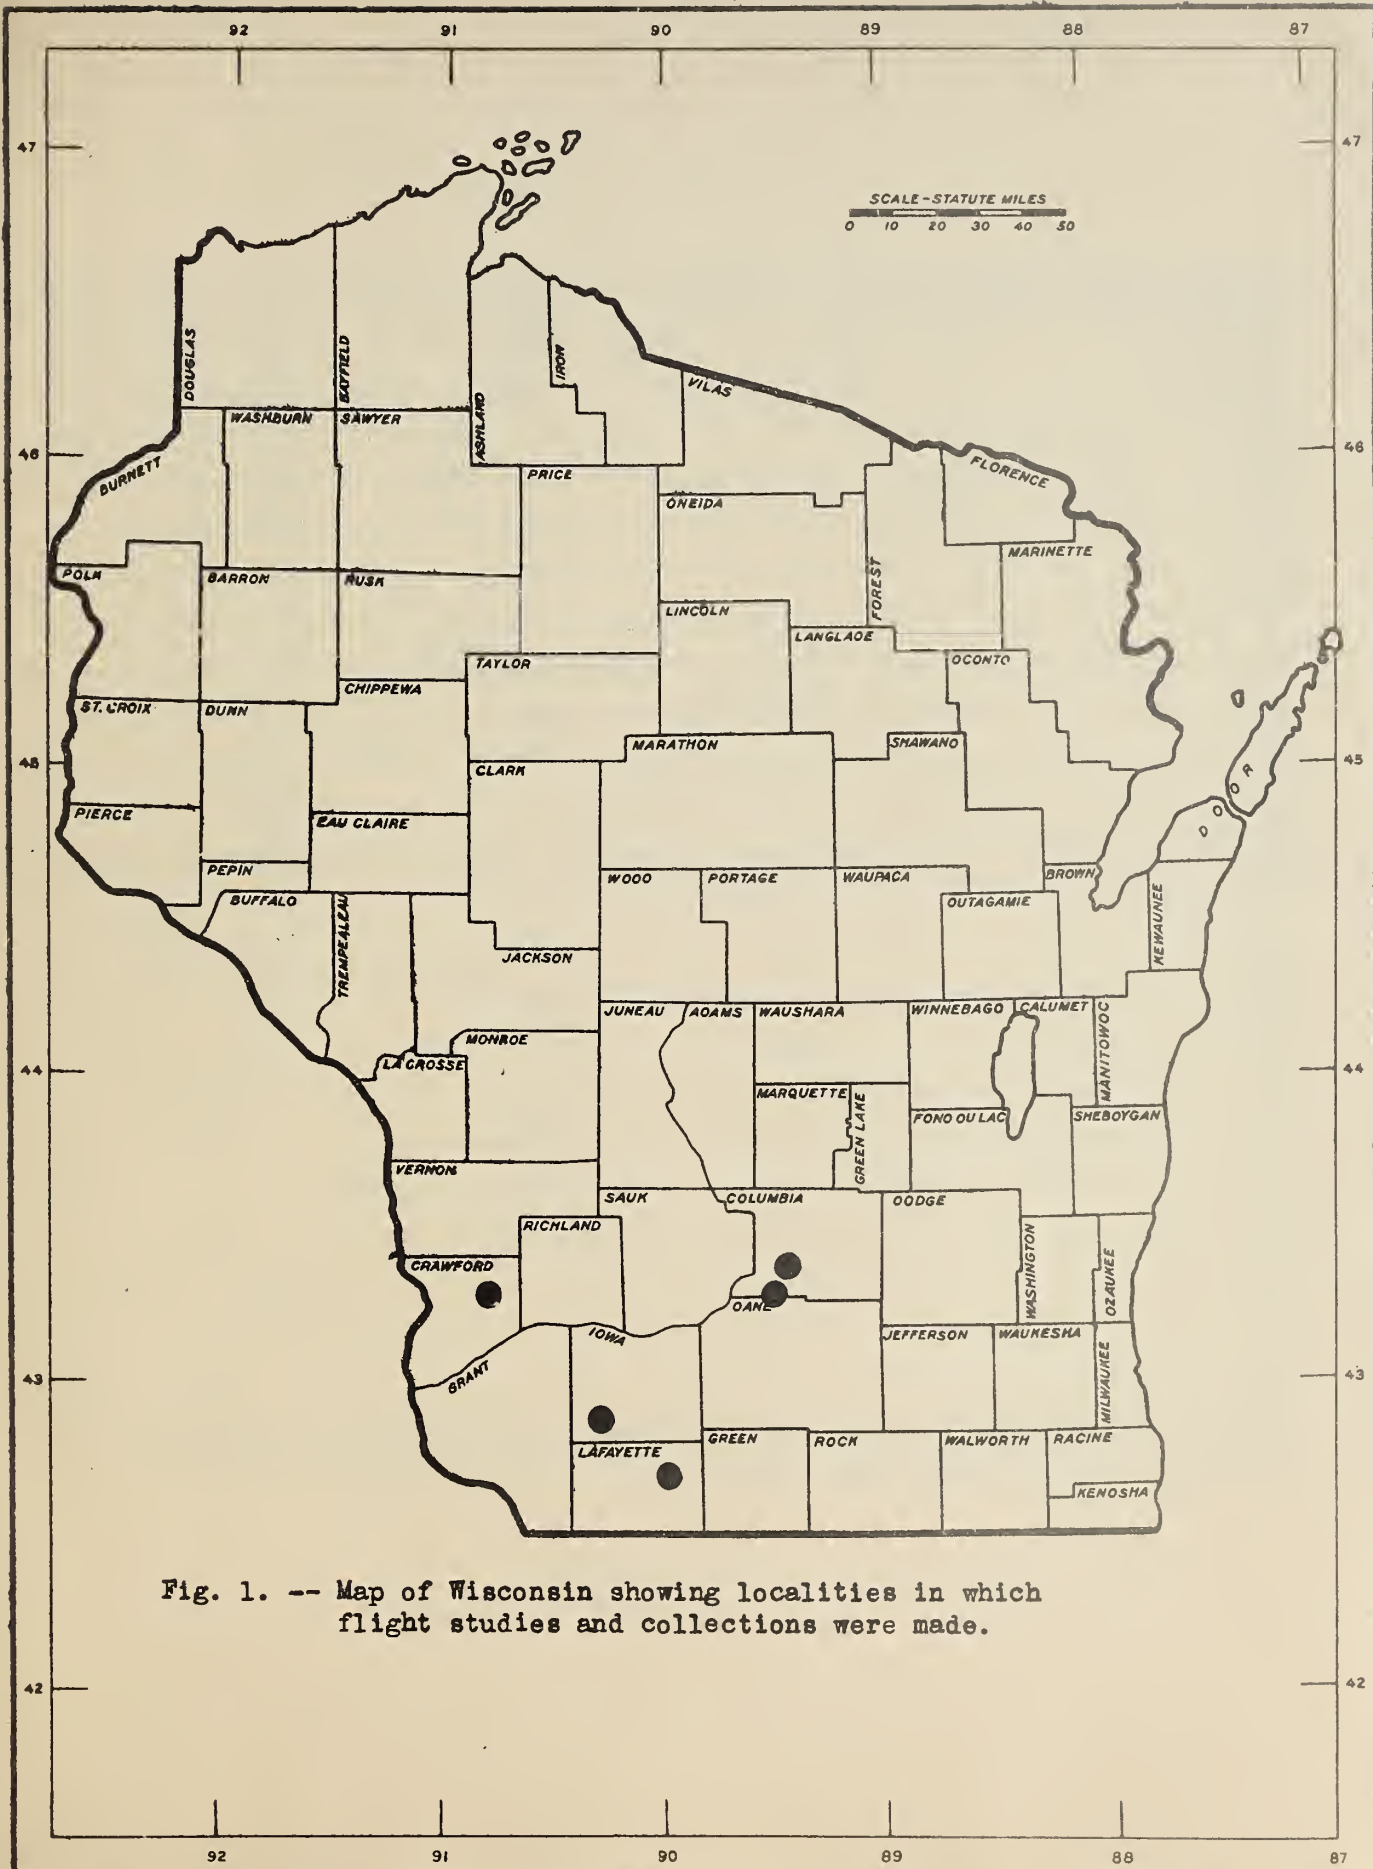 92 91 90 89 88 87
47 47
SCALE-STATUTE MILES
0 10 20 30 40 50
DOUGLAS
BAYFIELD
IRON
ASHLAND
VILAS
WASHBURN
SAWYER
46 46
BURNETT
PRICE
FLORENCE
ONEIDA
MARINETTE
POLK
BARRON
RUSK
FOREST
LINCOLN
LANGLADE
TAYLOR
OCONTO
CHIPPEWA
ST. CROIX
DUNN
MARATHON
SHAWANO
45 45
CLARK
DOOR
PIERCE
EAU CLAIRE
PEPIN
WOOD
PORTAGE
WAUPACA
BROWN
BUFFALO
TREMPEALEAU
OUTAGAMIE
KEWAUNEE
JACKSON
JUNEAU
ADAMS
WAUSHARA
WINNEBAGO
CALUMET
MANITOWOC
MONROE
LA CROSSE
44 44
MARQUETTE
GREEN LAKE
FOND DU LAC
SHEBOYGAN
VERNON
SAUK
COLUMBIA
DODGE
RICHLAND
WASHINGTON
OZAUKEE
CRAWFORD
DANE
IOWA
JEFFERSON
WAUKESHA
MILWAUKEE
GRANT
43 43
LAFAYETTE
GREEN
ROCK
WALWORTH
RACINE
KENOSHA
Fig. 1. -- Map of Wisconsin showing localities in which
flight studies and collections were made.
42 42
92 91 90 89 88 87